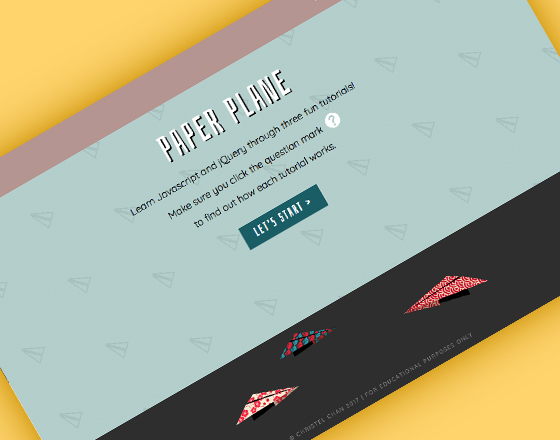 PAPER PLANE
Learn Javascript and jQuery through three fun tutorials!
Make sure you click the question mark ?
to find out how each tutorial works.
LET'S START >
© CHRISTEL CHAN 2017 | FOR EDUCATIONAL PURPOSES ONLY